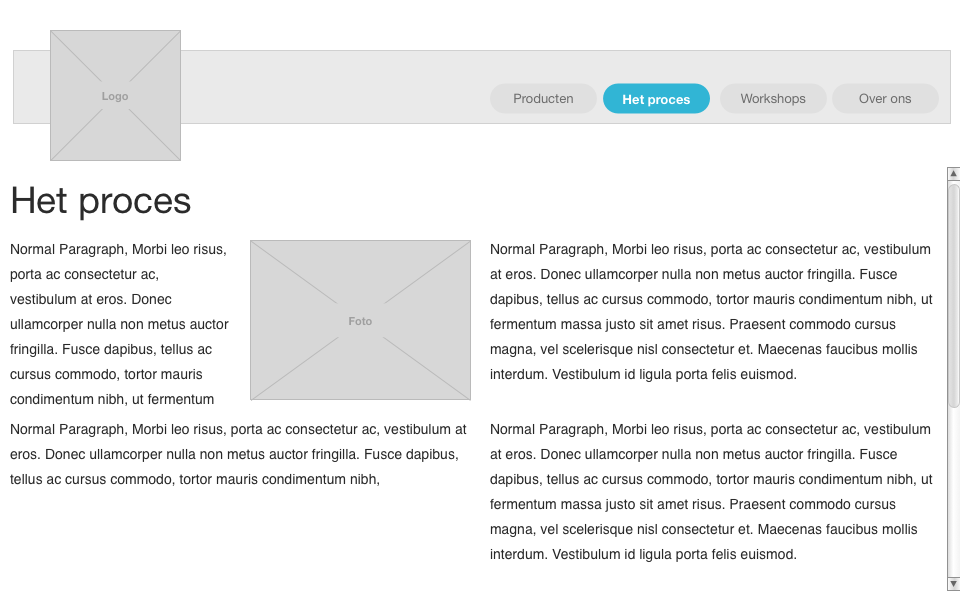 Logo
Producten
Het proces
Workshops
Over ons
Het proces
Normal Paragraph, Morbi leo risus,
porta ac consectetur ac,
vestibulum at eros. Donec
ullamcorper nulla non metus auctor
fringilla. Fusce dapibus, tellus ac
cursus commodo, tortor mauris
condimentum nibh, ut fermentum
Foto
Normal Paragraph, Morbi leo risus, porta ac consectetur ac, vestibulum at
eros. Donec ullamcorper nulla non metus auctor fringilla. Fusce dapibus,
tellus ac cursus commodo, tortor mauris condimentum nibh,
Normal Paragraph, Morbi leo risus, porta ac consectetur ac, vestibulum
at eros. Donec ullamcorper nulla non metus auctor fringilla. Fusce
dapibus, tellus ac cursus commodo, tortor mauris condimentum nibh, ut
fermentum massa justo sit amet risus. Praesent commodo cursus
magna, vel scelerisque nisl consectetur et. Maecenas faucibus mollis
interdum. Vestibulum id ligula porta felis euismod.
Normal Paragraph, Morbi leo risus, porta ac consectetur ac, vestibulum
at eros. Donec ullamcorper nulla non metus auctor fringilla. Fusce
dapibus, tellus ac cursus commodo, tortor mauris condimentum nibh, ut
fermentum massa justo sit amet risus. Praesent commodo cursus
magna, vel scelerisque nisl consectetur et. Maecenas faucibus mollis
interdum. Vestibulum id ligula porta felis euismod.